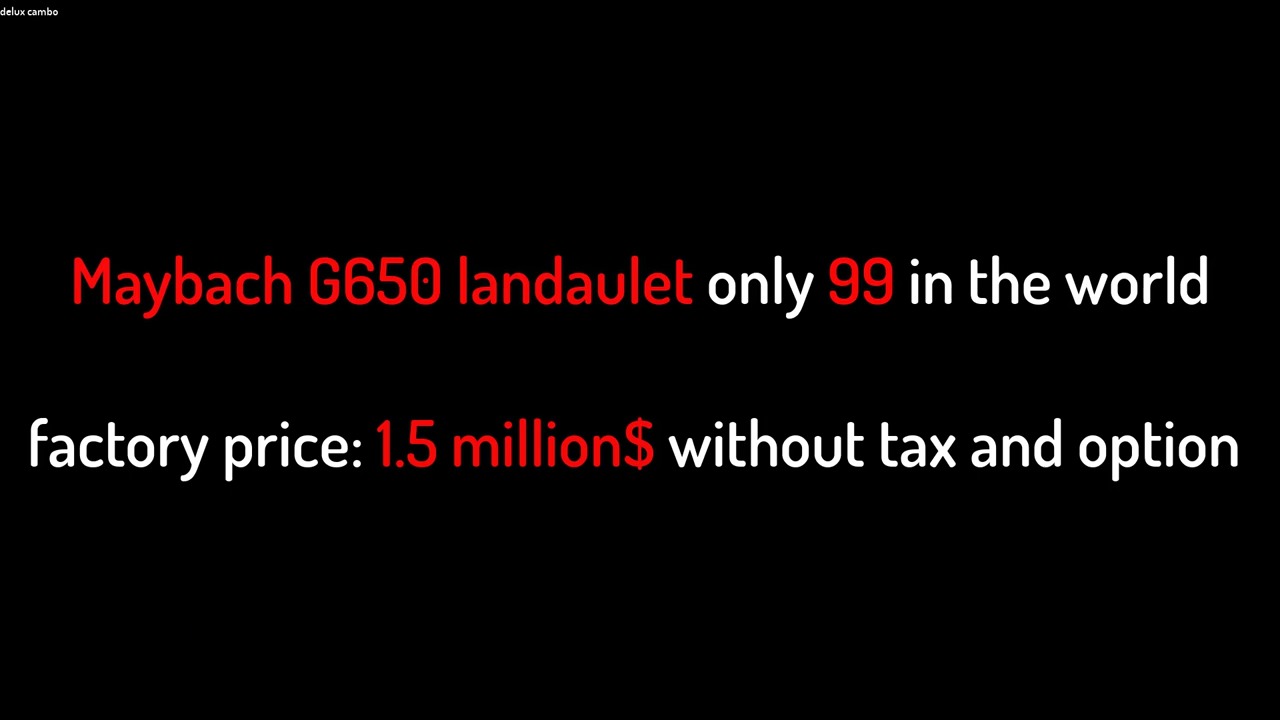 delux cambo
Maybach G650 landaulet only 99 in the world
factory price: 1.5 million$ without tax and option